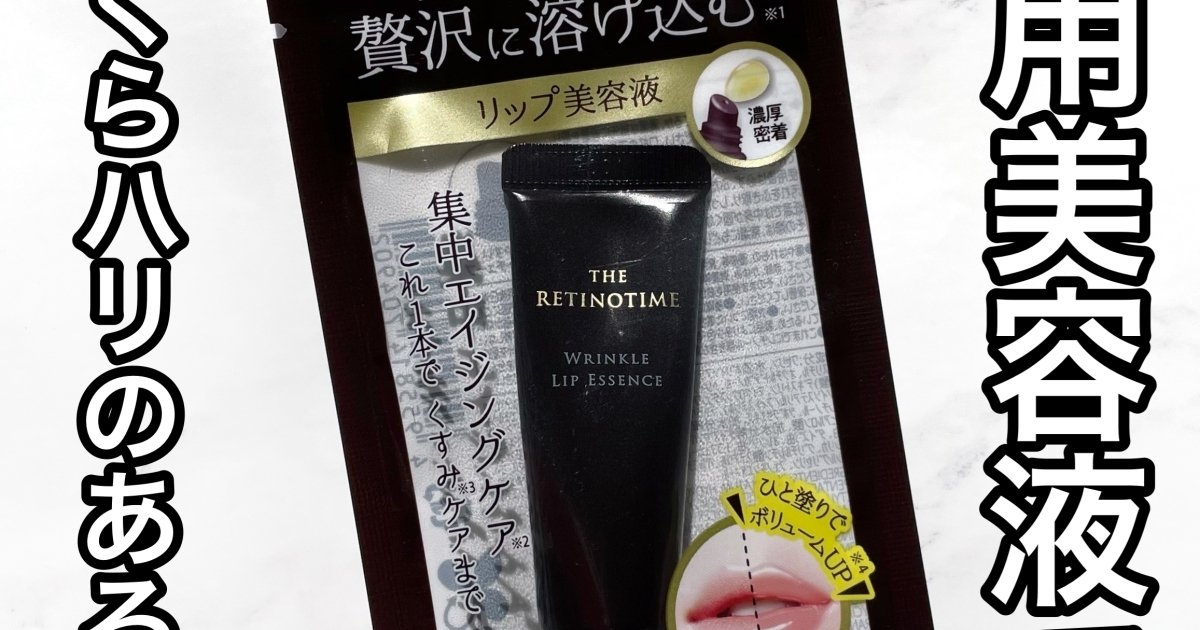 用美容液
くらハリのある
贅沢に溶け込む※1
リップ美容液
濃厚
密着
集中エイジングケア※2
これ1本で くすみ※3ケアまで
THE
RETINOTIME
WRINKLE
LIP ESSENCE
ひと塗りで
ボリュームUP※4